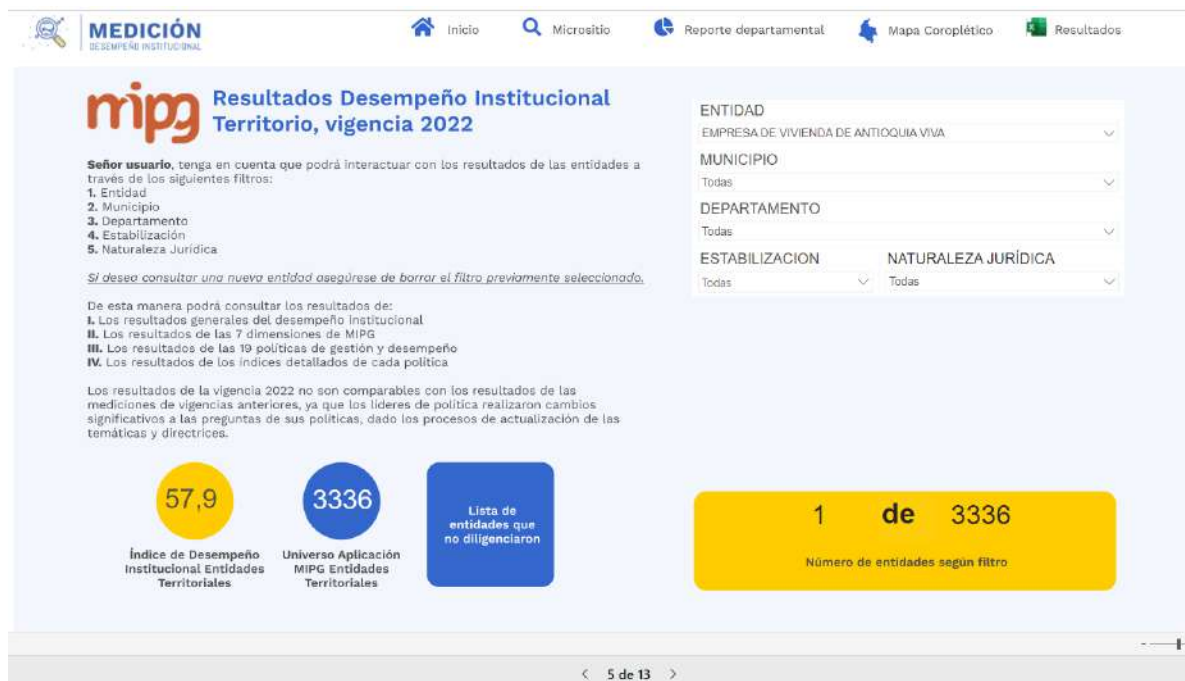 MEDICIÓN
DESEMPEÑO INSTITUCIONAL
Inicio
Micrositio
Reporte departamental
Mapa Coroplético
Resultados
mipg
Resultados Desempeño Institucional
Territorio, vigencia 2022
Señor usuario, tenga en cuenta que podrá interactuar con los resultados de las entidades a
través de los siguientes filtros:
1. Entidad
2. Municipio
3. Departamento
4. Estabilización
5. Naturaleza Jurídica
Si desea consultar una nueva entidad asegúrese de borrar el filtro previamente seleccionado.
De esta manera podrá consultar los resultados de:
I. Los resultados generales del desempeño institucional
II. Los resultados de las 7 dimensiones de MIPG
III. Los resultados de las 19 políticas de gestión y desempeño
IV. Los resultados de los índices detallados de cada política
Los resultados de la vigencia 2022 no son comparables con los resultados de las
mediciones de vigencias anteriores, ya que los líderes de política realizaron cambios
significativos a las preguntas de sus políticas, dado los procesos de actualización de las
temáticas y directrices.
ENTIDAD
EMPRESA DE VIVIENDA DE ANTIOQUIA VIVA
MUNICIPIO
Todas
DEPARTAMENTO
Todas
ESTABILIZACION
Todas
NATURALEZA JURÍDICA
Todas
57,9
Índice de Desempeño
Institucional Entidades
Territoriales
3336
Universo Aplicación
MIPG Entidades
Territoriales
Lista de
entidades que
no diligenciaron
1 de 3336
Número de entidades según filtro
5 de 13